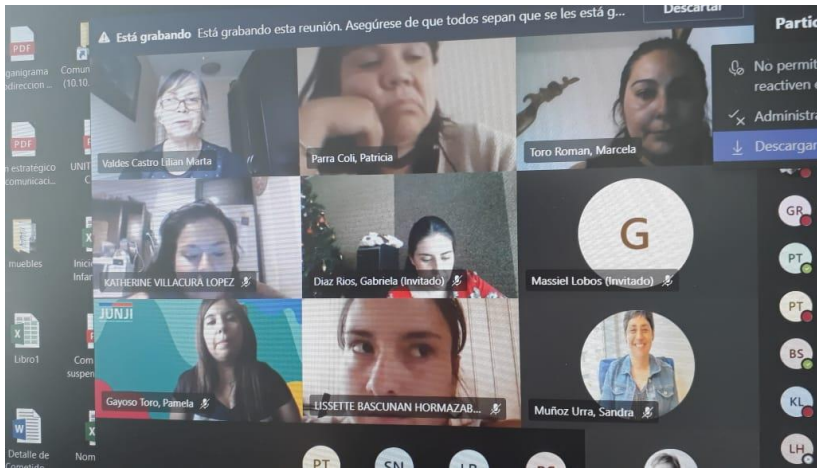 Está grabando Está grabando esta reunión. Asegúrese de que todos sepan que se les está g...
Descartar
Partic
No permit
reactiven
Administra
Descargar
PDF
ganigrama
Comun
(10.10.
PDF
estratégico
comunicaci...
UNIT
muebles
Inici
Infar
Libro1
Com
suspen
Detalle de
Nom
Valdes Castro Lilian Marta
Parra Coli, Patricia
Toro Roman, Marcela
KATHERINE VILLACURA LOPEZ
Diaz Rios, Gabriela (Invitado)
G
Massiel Lobos (Invitado)
JUNJI
Gayoso Toro, Pamela
LISSETTE BASCUNAN HORMAZAB...
Muñoz Urra, Sandra
GR
PT
PT
BS
KL
LH
PT
SN